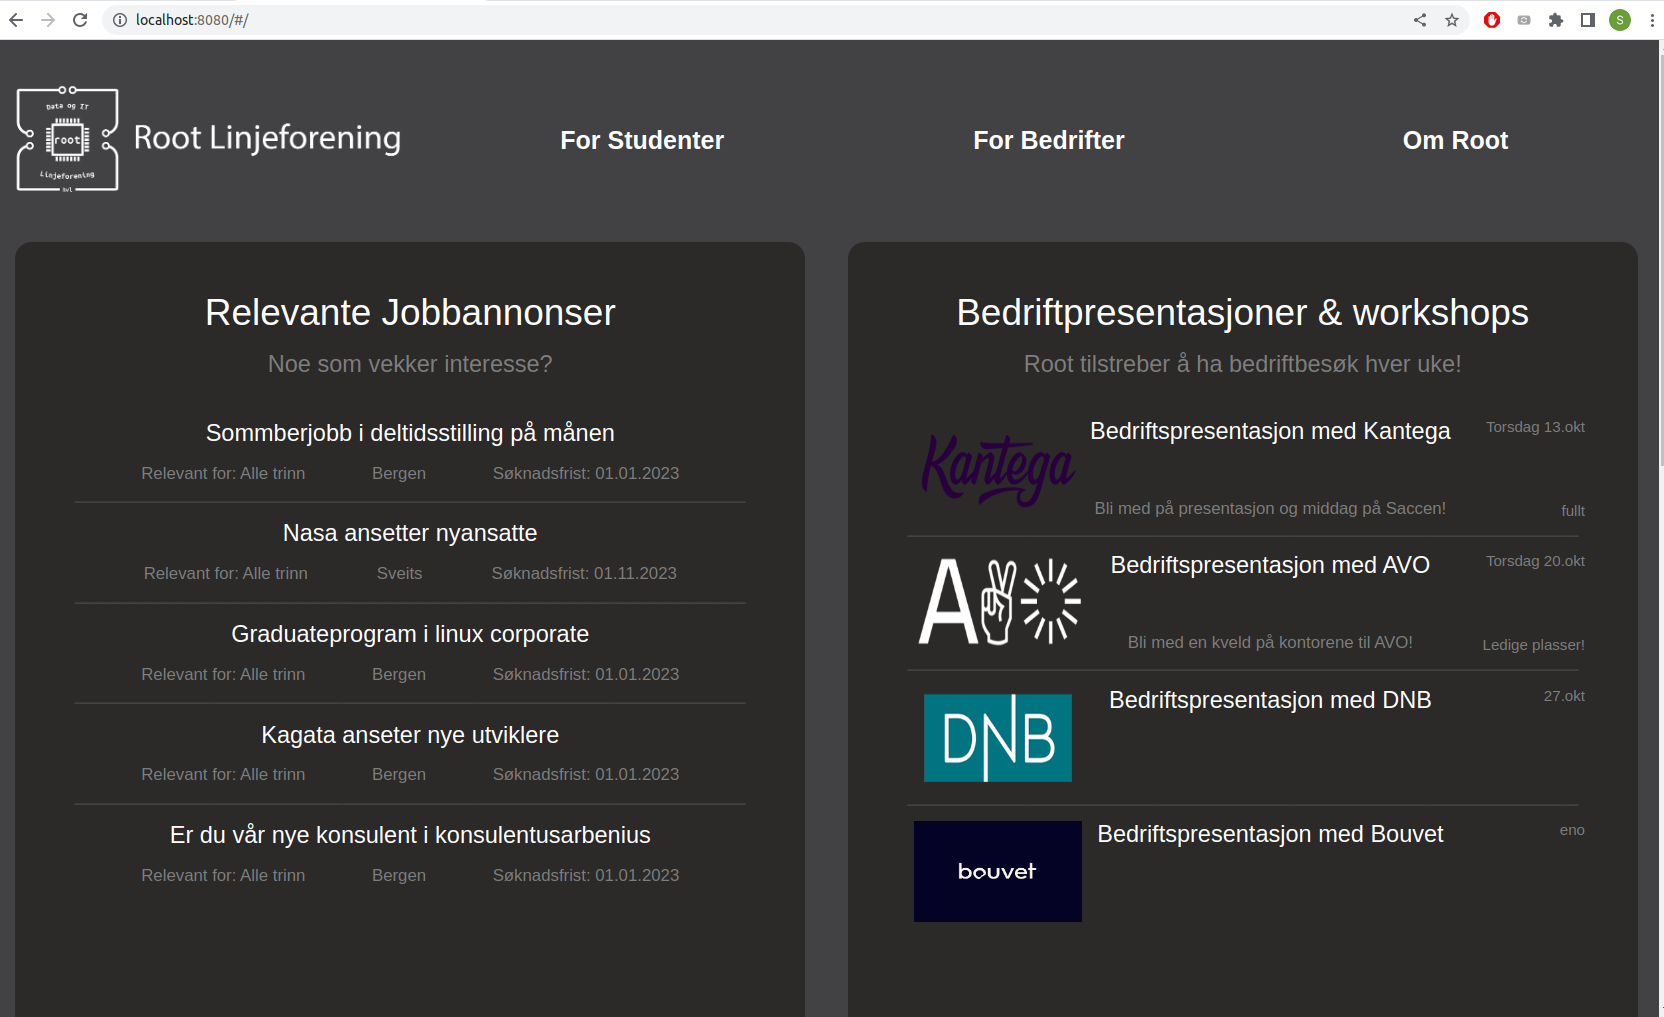 localhost:8080/#/
S
Data og IT
root
Linjeforening
hvl
Root Linjeforening
For Studenter
For Bedrifter
Om Root
Relevante Jobbannonser
Noe som vekker interesse?
Sommberjobb i deltidsstilling på månen
Relevant for: Alle trinn Bergen Søknadsfrist: 01.01.2023
Nasa ansetter nyansatte
Relevant for: Alle trinn Sveits Søknadsfrist: 01.11.2023
Graduateprogram i linux corporate
Relevant for: Alle trinn Bergen Søknadsfrist: 01.01.2023
Kagata anseter nye utviklere
Relevant for: Alle trinn Bergen Søknadsfrist: 01.01.2023
Er du vår nye konsulent i konsulentusarbenius
Relevant for: Alle trinn Bergen Søknadsfrist: 01.01.2023
Bedriftpresentasjoner & workshops
Root tilstreber å ha bedriftbesøk hver uke!
Kantega
Bedriftspresentasjon med Kantega
Torsdag 13.okt
Bli med på presentasjon og middag på Saccen!
fullt
AVO
Bedriftspresentasjon med AVO
Torsdag 20.okt
Bli med en kveld på kontorene til AVO!
Ledige plasser!
DNB
Bedriftspresentasjon med DNB
27.okt
bouvet
Bedriftspresentasjon med Bouvet
eno